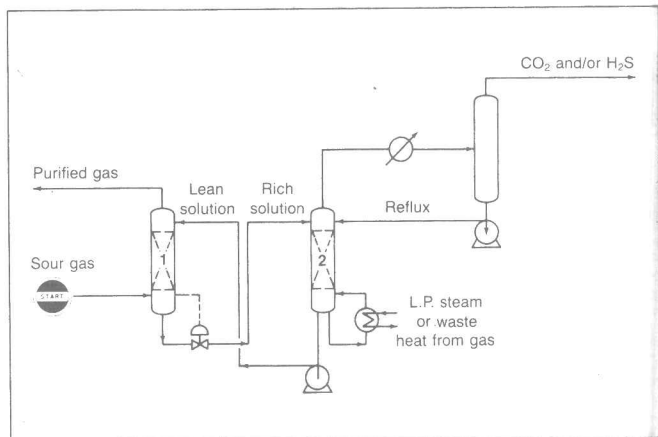 CO₂ and/or H₂S
Purified gas
Lean
solution
Rich
solution
Reflux
Sour gas
START
1
2
L.P. steam
or waste
heat from gas